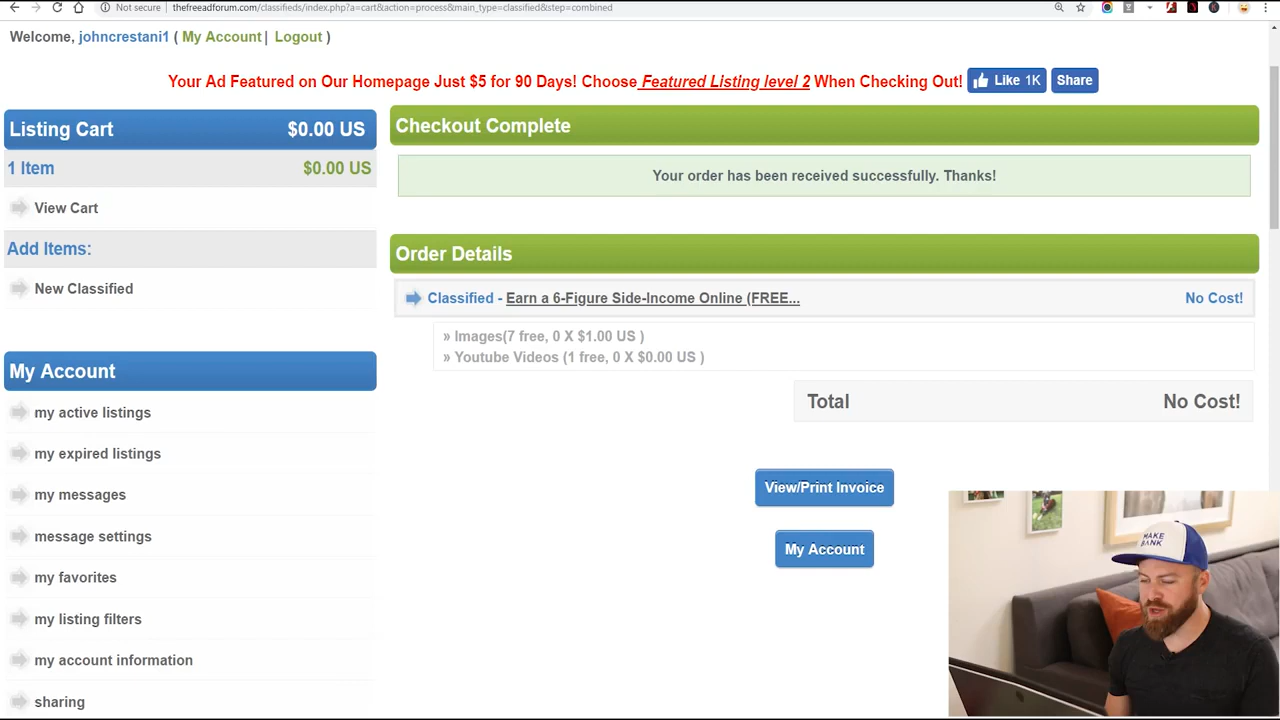 Not secure
thefreeadforum.com/classifieds/index.php?a=cart&action=process&main_type=classified&step=combined
Welcome, johncrestani1 ( My Account | Logout )
Your Ad Featured on Our Homepage Just $5 for 90 Days! Choose Featured Listing level 2 When Checking Out!
Like 1K
Share
Listing Cart $0.00 US
1 Item $0.00 US
View Cart
Add Items:
New Classified
My Account
my active listings
my expired listings
my messages
message settings
my favorites
my listing filters
my account information
sharing
Checkout Complete
Your order has been received successfully. Thanks!
Order Details
Classified - Earn a 6-Figure Side-Income Online (FREE... No Cost!
» Images(7 free, 0 X $1.00 US )
» Youtube Videos (1 free, 0 X $0.00 US )
Total No Cost!
View/Print Invoice
My Account
MAKE
BANK